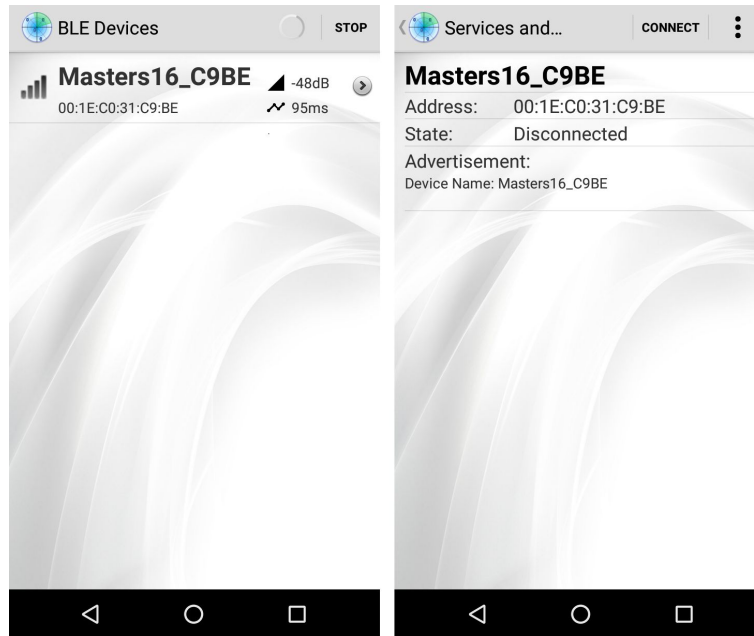 BLE Devices
STOP
Masters16_C9BE
-48dB
00:1E:C0:31:C9:BE
95ms
Services and...
CONNECT
Masters16_C9BE
Address: 00:1E:C0:31:C9:BE
State: Disconnected
Advertisement:
Device Name: Masters16_C9BE